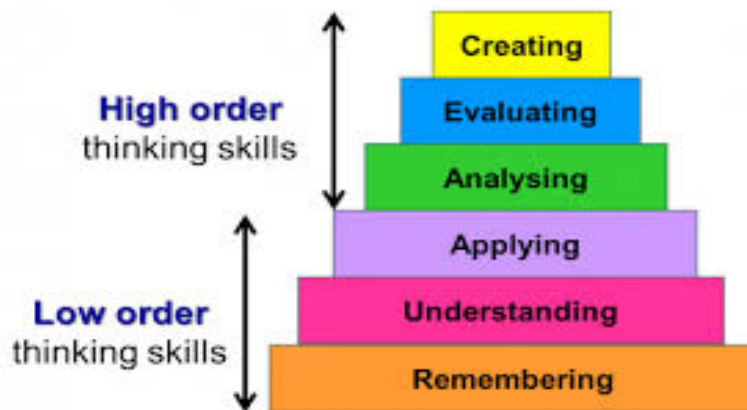 Creating
Evaluating
Analysing
Applying
Understanding
Remembering
High order
thinking skills
Low order
thinking skills